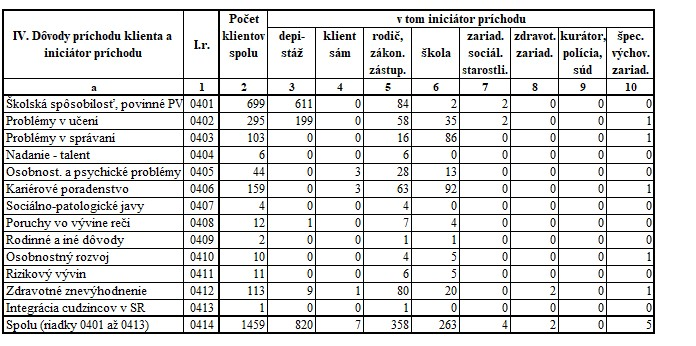 IV. Dôvody príchodu klienta a iniciátor príchodu | l.r. | Počet klientov spolu | v tom iniciátor príchodu
depi-stáž | klient sám | rodič, zákon. zástup. | škola | zariad. sociál. starostli. | zdravot. zariad. | kurátor, polícia, súd | špec. výchov. zariad.
a | 1 | 2 | 3 | 4 | 5 | 6 | 7 | 8 | 9 | 10
Školská spôsobilosť, povinné PV | 0401 | 699 | 611 | 0 | 84 | 2 | 2 | 0 | 0 | 0
Problémy v učení | 0402 | 295 | 199 | 0 | 58 | 35 | 2 | 0 | 0 | 1
Problémy v správaní | 0403 | 103 | 0 | 0 | 16 | 86 | 0 | 0 | 0 | 1
Nadanie - talent | 0404 | 6 | 0 | 0 | 6 | 0 | 0 | 0 | 0 | 0
Osobnost. a psychické problémy | 0405 | 44 | 0 | 3 | 28 | 13 | 0 | 0 | 0 | 0
Kariérové poradenstvo | 0406 | 159 | 0 | 3 | 63 | 92 | 0 | 0 | 0 | 1
Sociálno-patologické javy | 0407 | 4 | 0 | 0 | 4 | 0 | 0 | 0 | 0 | 0
Poruchy vo vývine reči | 0408 | 12 | 1 | 0 | 7 | 4 | 0 | 0 | 0 | 0
Rodinné a iné dôvody | 0409 | 2 | 0 | 0 | 1 | 1 | 0 | 0 | 0 | 0
Osobnostný rozvoj | 0410 | 10 | 0 | 0 | 4 | 5 | 0 | 0 | 0 | 1
Rizikový vývin | 0411 | 11 | 0 | 0 | 6 | 5 | 0 | 0 | 0 | 0
Zdravotné znevýhodnenie | 0412 | 113 | 9 | 1 | 80 | 20 | 0 | 2 | 0 | 1
Integrácia cudzincov v SR | 0413 | 1 | 0 | 0 | 1 | 0 | 0 | 0 | 0 | 0
Spolu (riadky 0401 až 0413) | 0414 | 1459 | 820 | 7 | 358 | 263 | 4 | 2 | 0 | 5